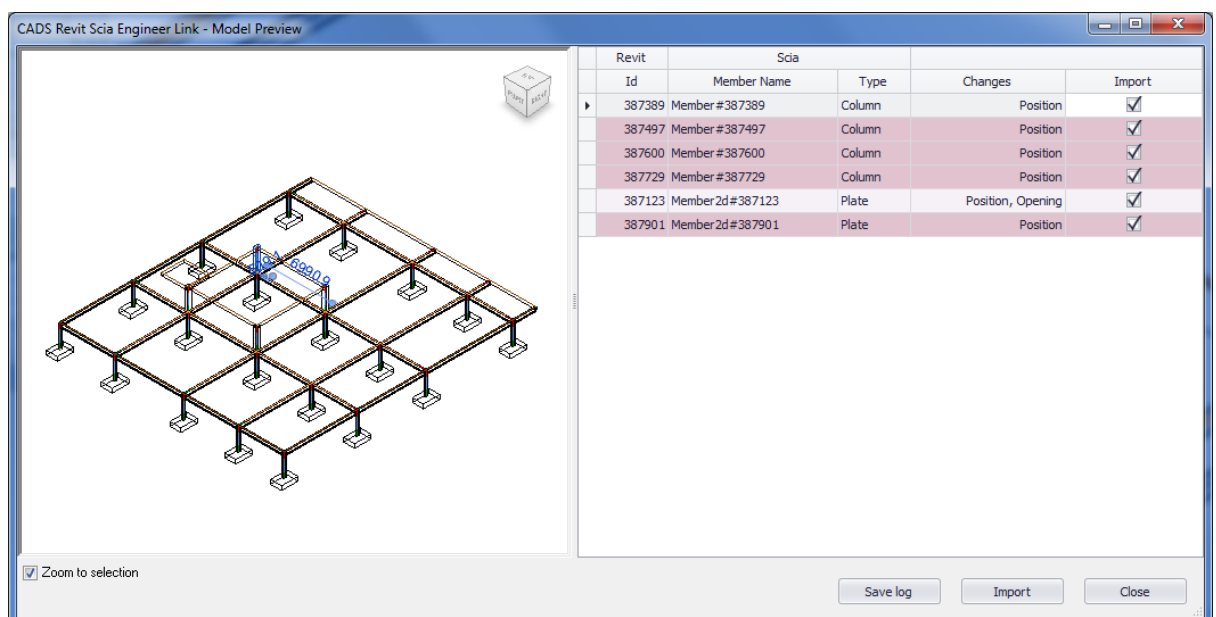 CADS Revit Scia Engineer Link - Model Preview
Revit Scia
Id Member Name Type Changes Import
387389 Member#387389 Column Position
387497 Member#387497 Column Position
387600 Member#387600 Column Position
387729 Member#387729 Column Position
387123 Member2d#387123 Plate Position, Opening
387901 Member2d#387901 Plate Position
Zoom to selection
Save log Import Close